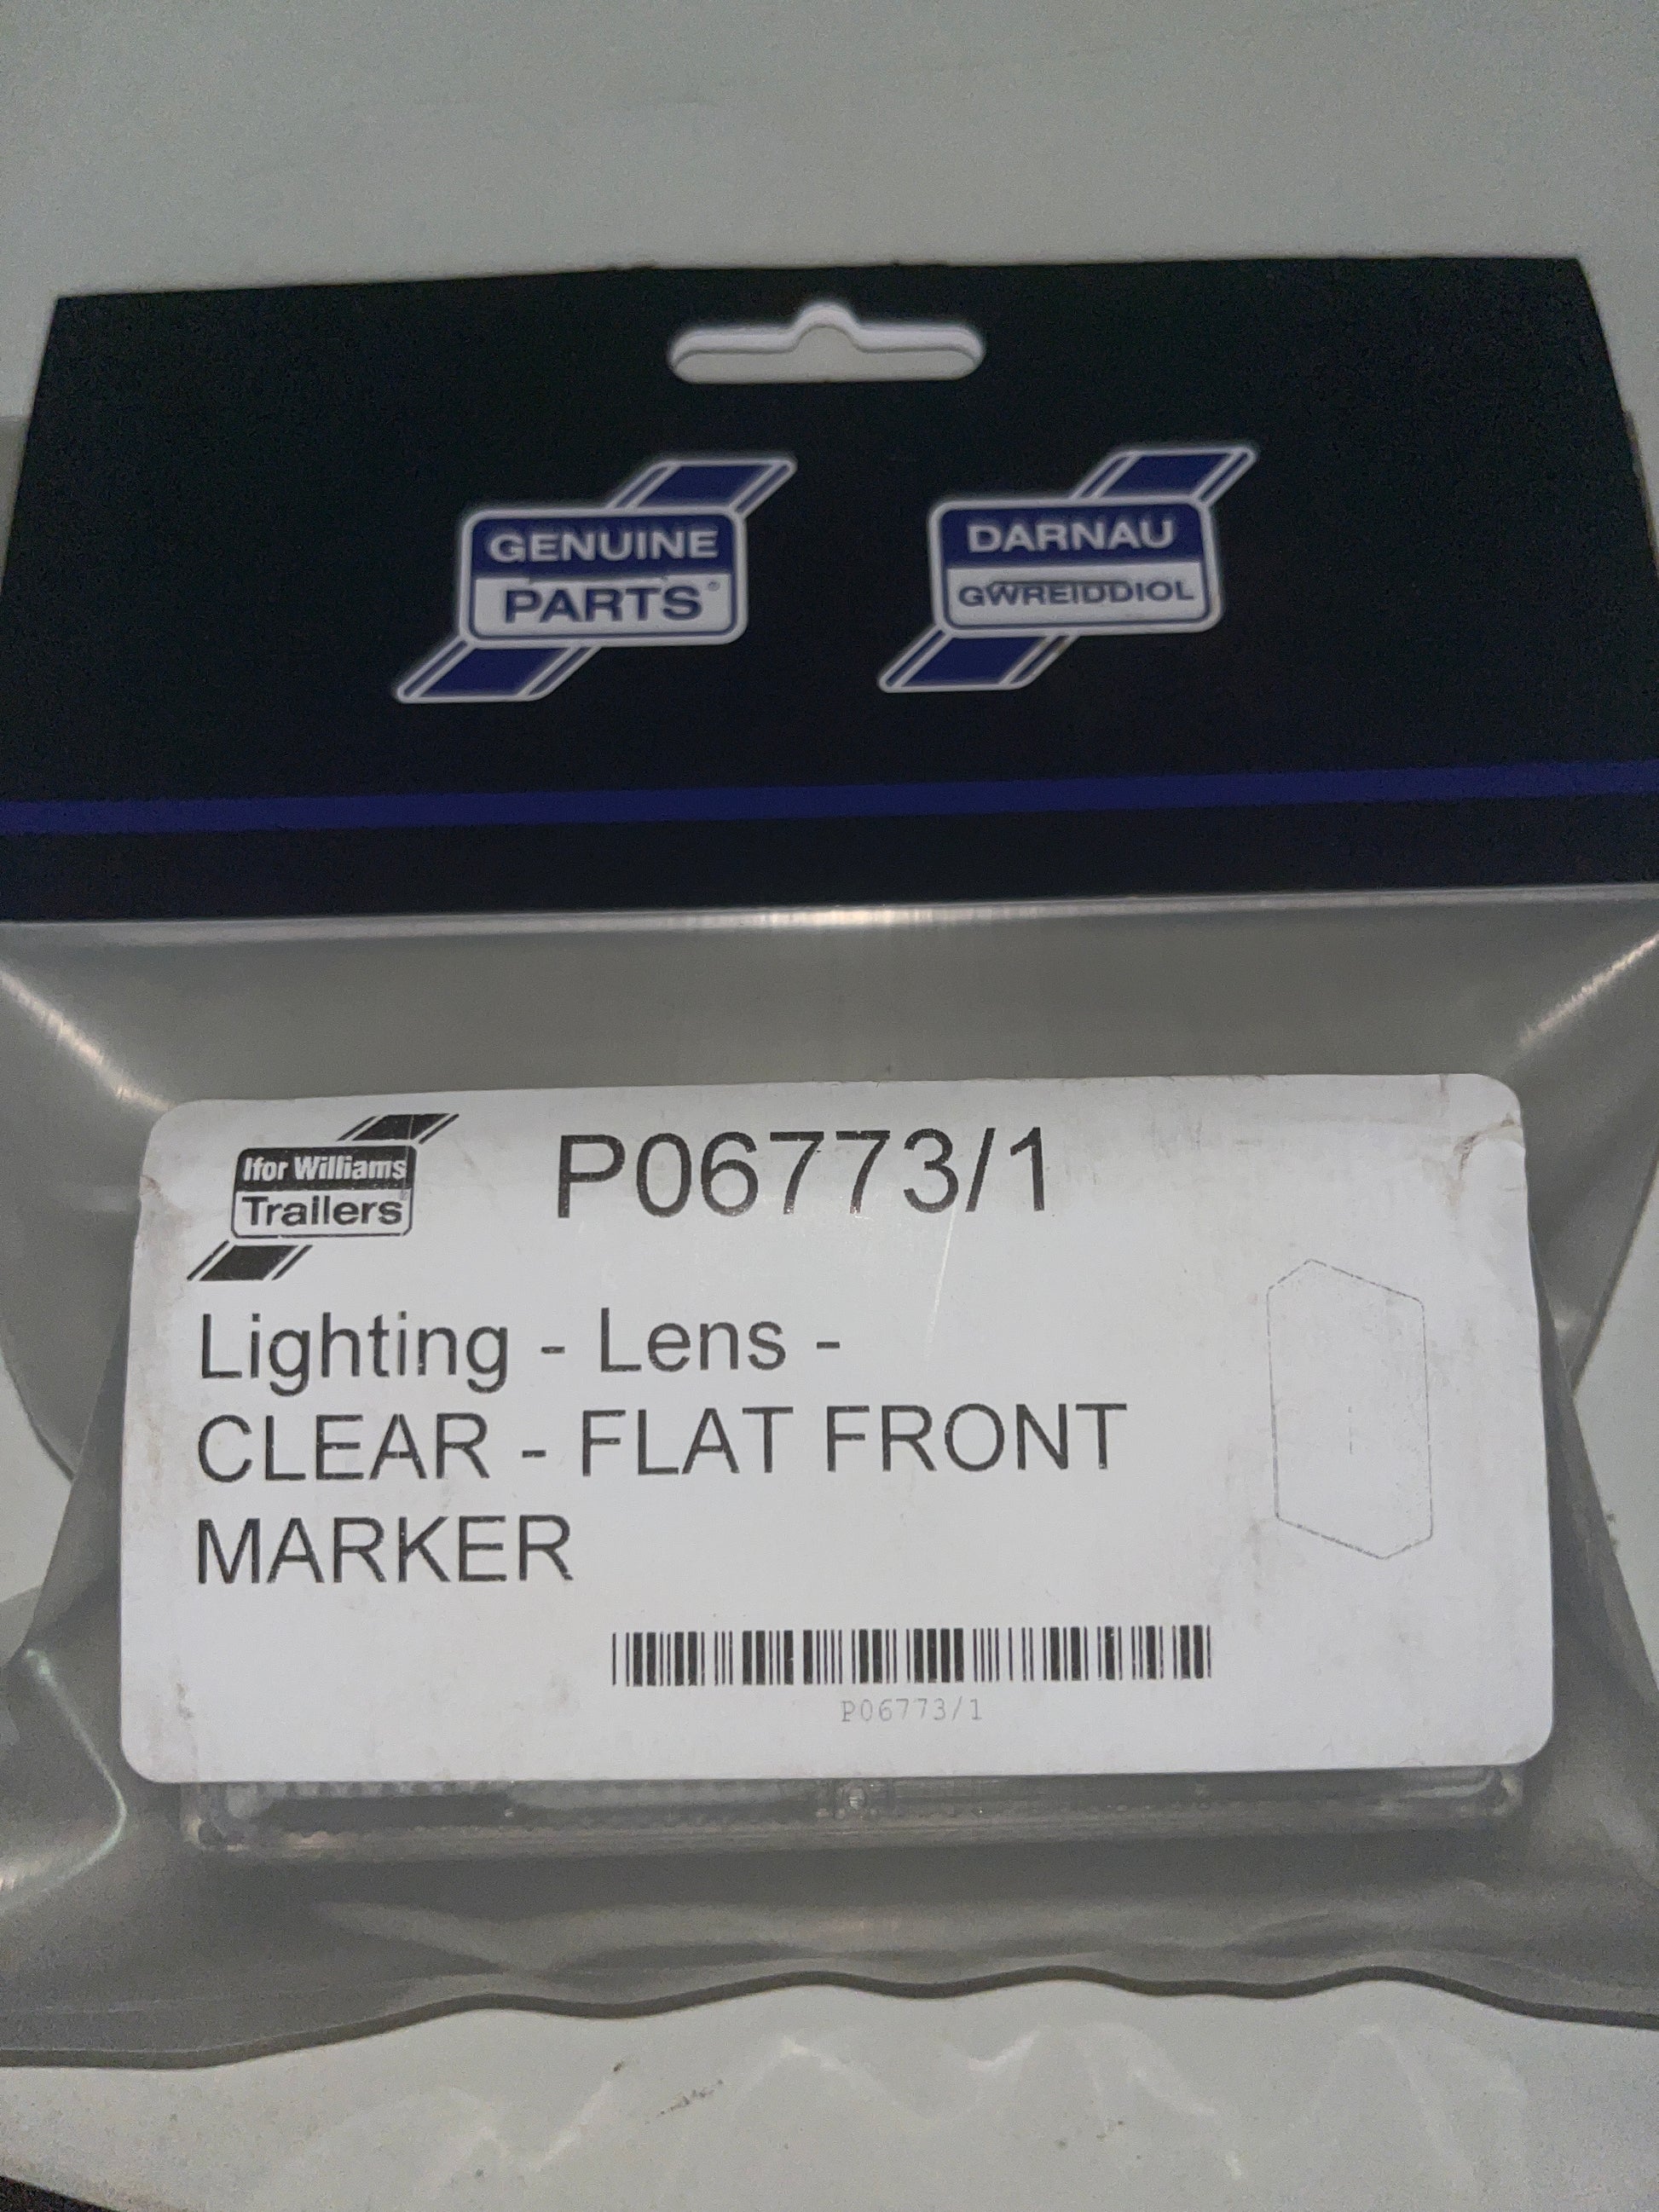 GENUINE
PARTS®
DARNAU
GWREIDDIOL
Ifor Williams
Trailers®
P06773/1
Lighting - Lens -
CLEAR - FLAT FRONT
MARKER
P06773/1